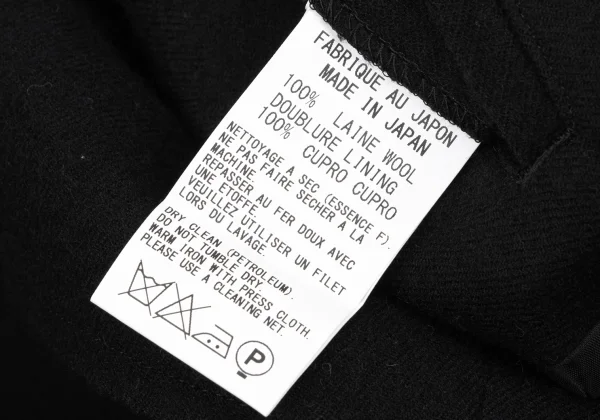 FABRIQUE AU JAPON
MADE IN JAPAN
100% LAINE WOOL
DOUBLURE LINING
100% CUPRO CUPRO
NETTOYAGE A SEC (ESSENCE F).
NE PAS FAIRE SECHER A LA
MACHINE.
REPASSER AU FER DOUX AVEC
UNE ETOFFE.
VEUILLEZ UTILISER UN FILET
LORS DU LAVAGE.
DRY CLEAN (PETROLEUM).
DO NOT TUMBLE DRY.
WARM IRON WITH PRESS CLOTH.
PLEASE USE A CLEANING NET.
P